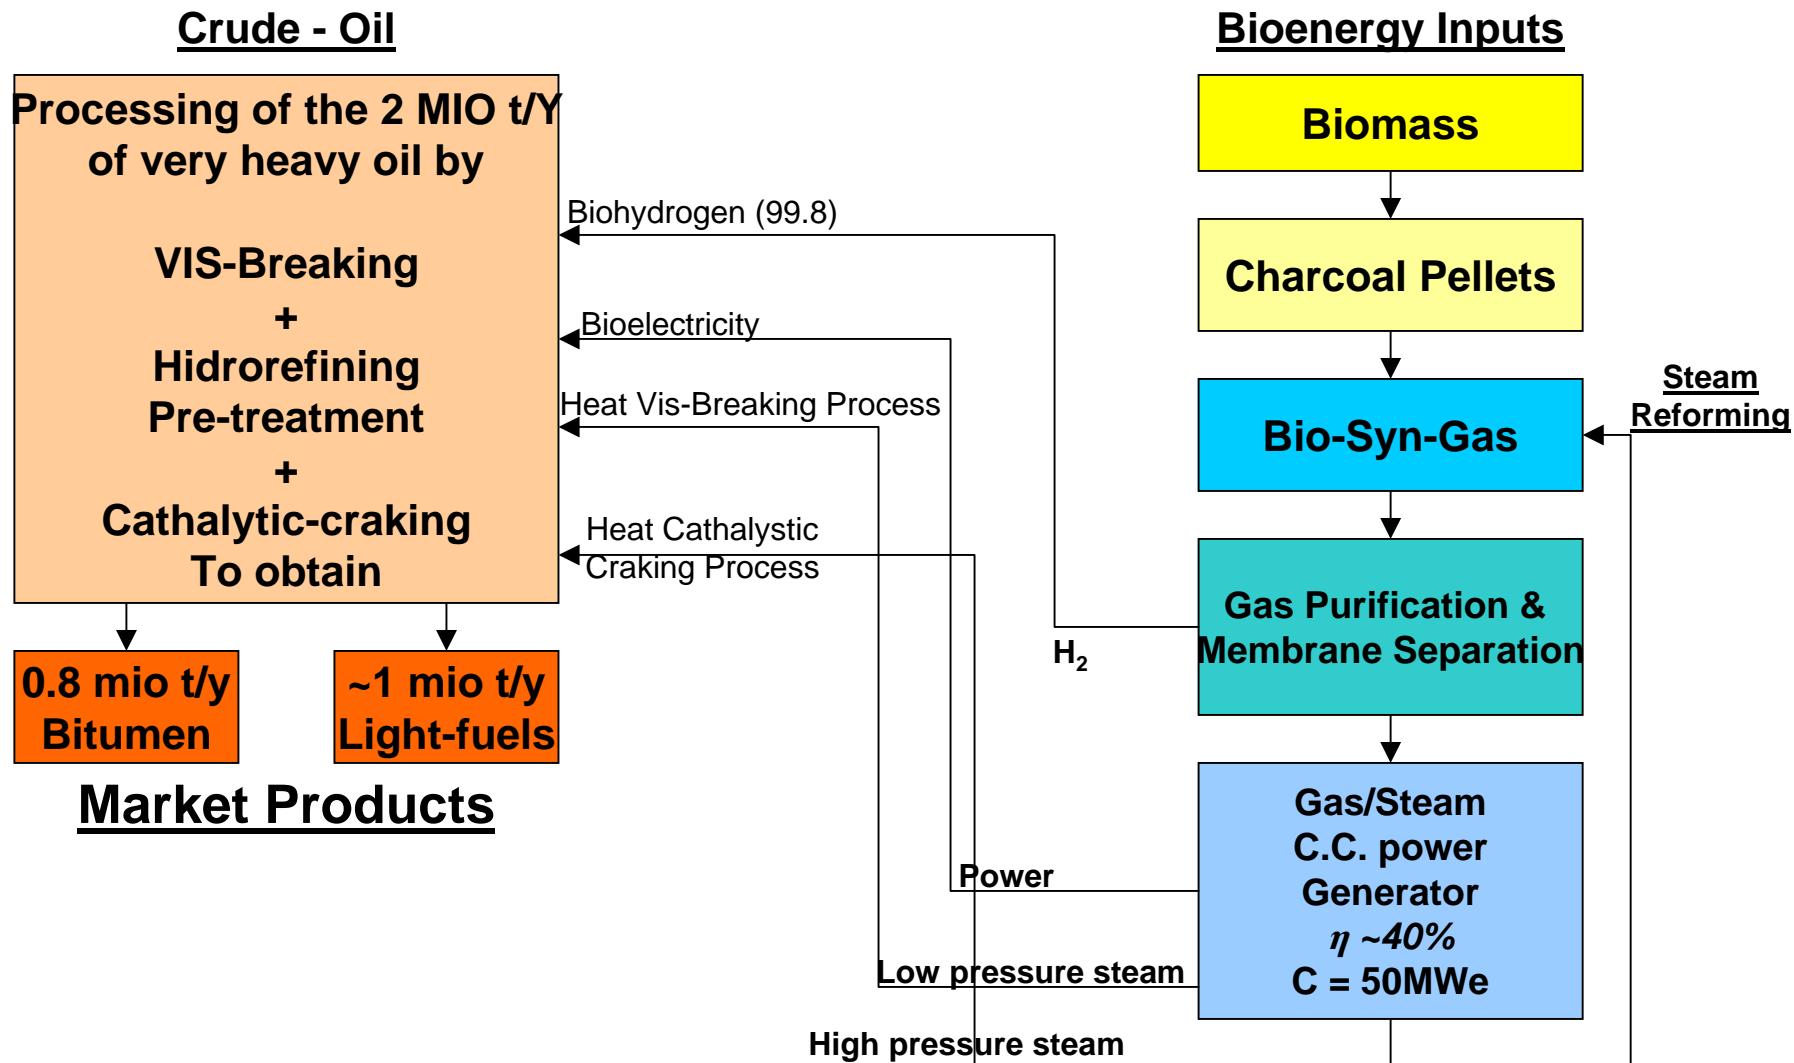 Crude - Oil
Processing of the 2 MIO t/Y
of very heavy oil by
VIS-Breaking
+
Hidrorefining
Pre-treatment
+
Cathalytic-craking
To obtain
0.8 mio t/y
Bitumen
~1 mio t/y
Light-fuels
Market Products
Biohydrogen (99.8)
Bioelectricity
Heat Vis-Breaking Process
Heat Cathalystic
Craking Process
H₂
Power
Low pressure steam
High pressure steam
Bioenergy Inputs
Biomass
Charcoal Pellets
Bio-Syn-Gas
Steam
Reforming
Gas Purification &
Membrane Separation
Gas/Steam
C.C. power
Generator
η ~40%
C = 50MWe